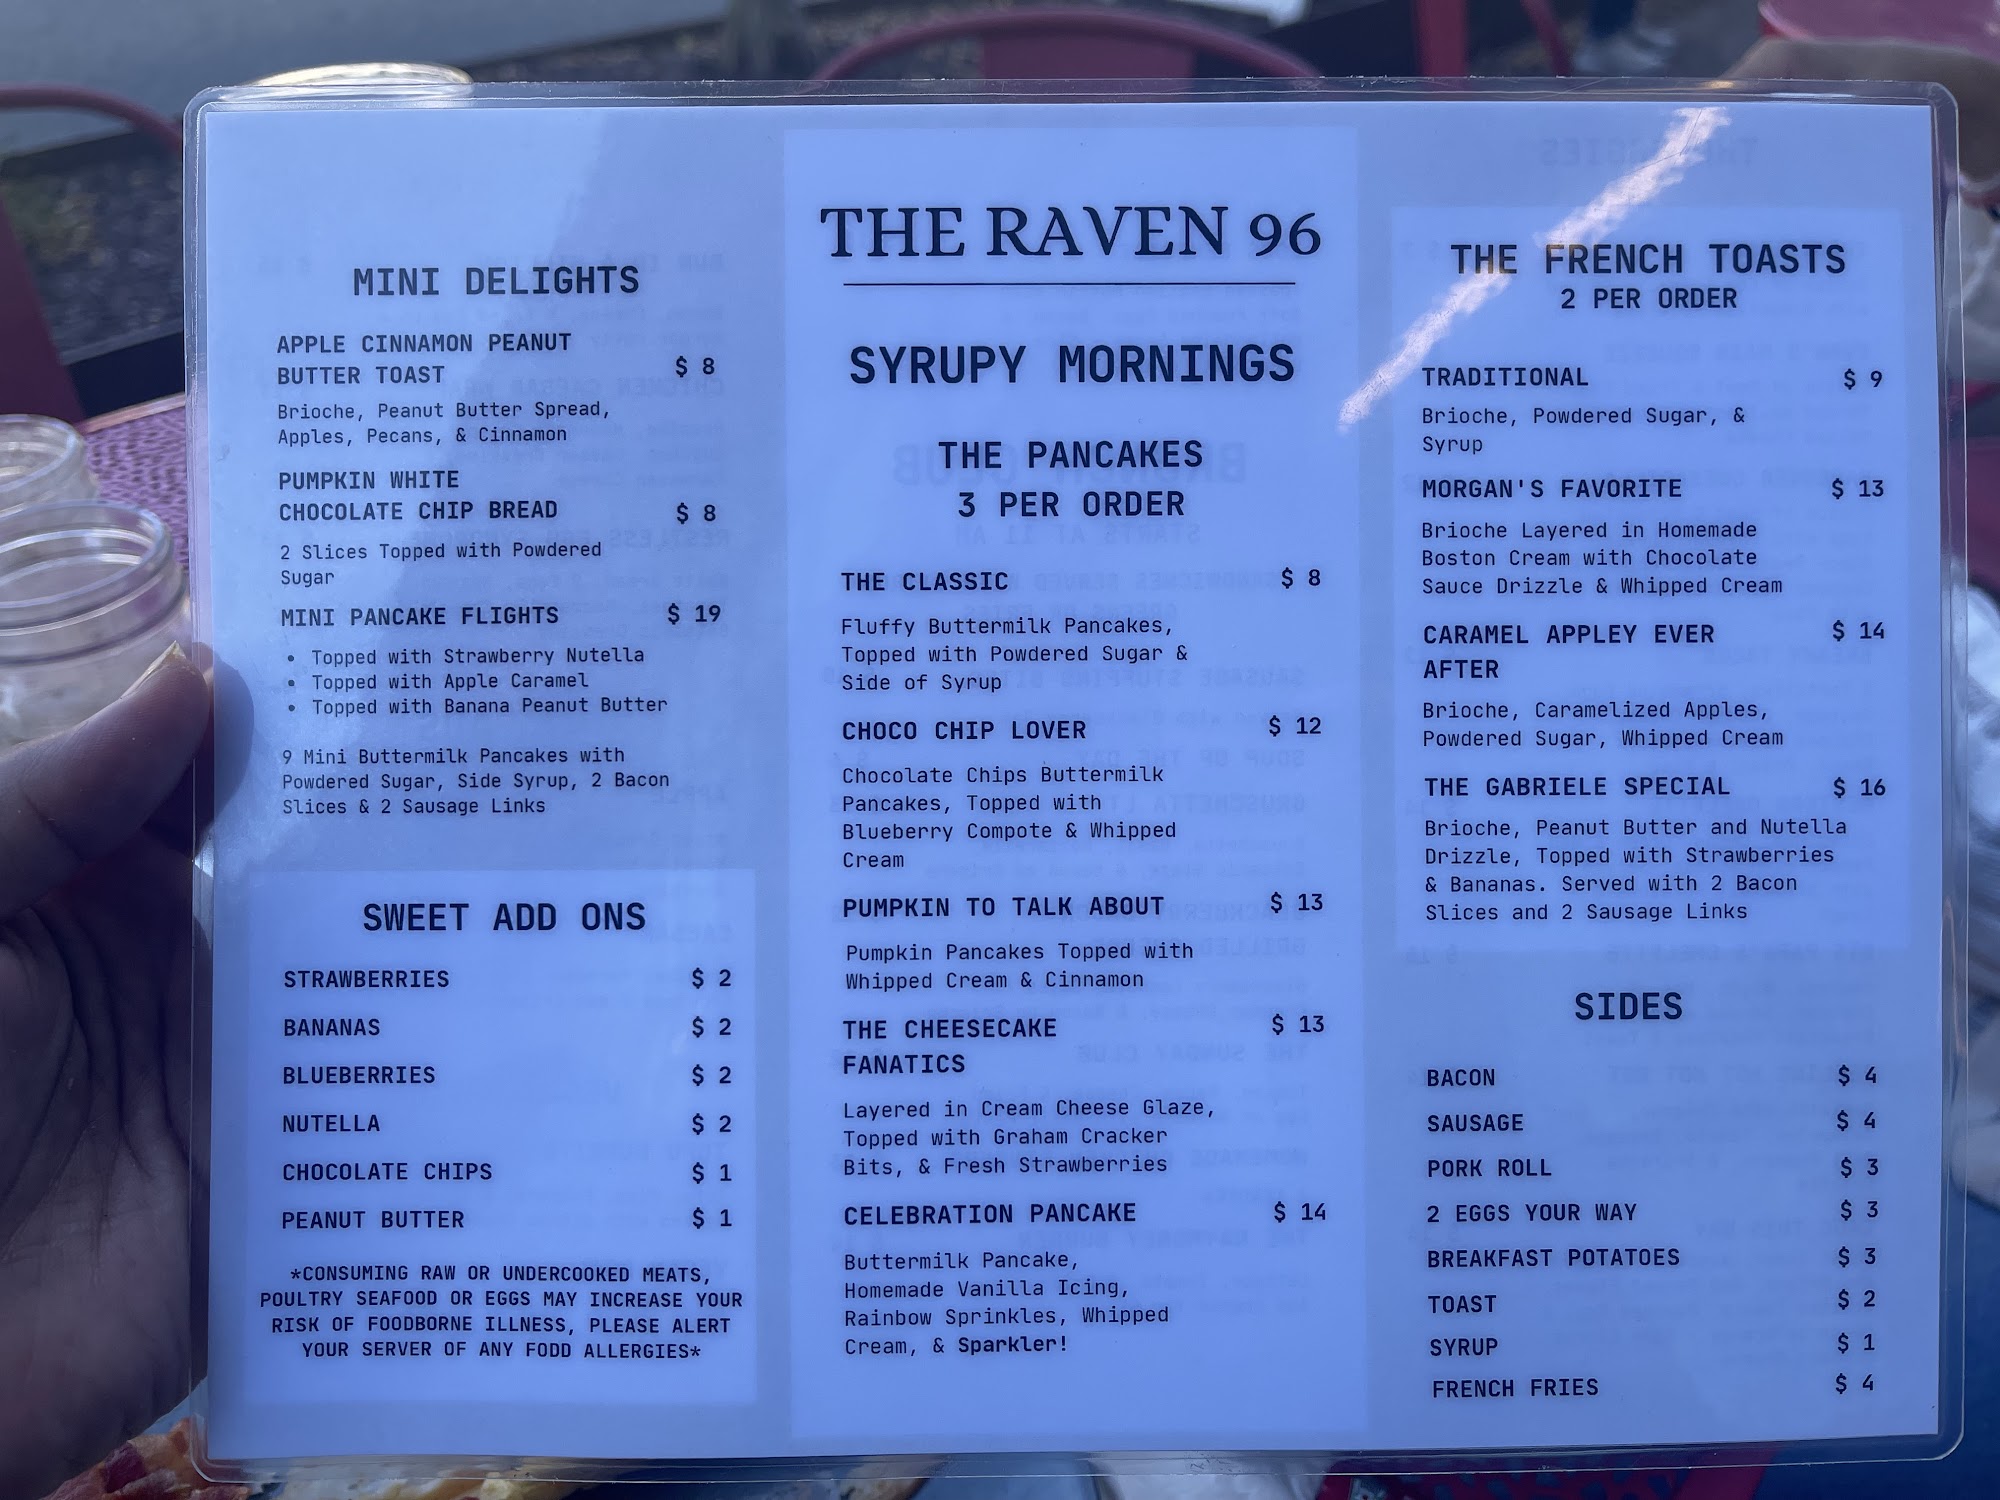 MINI DELIGHTS
APPLE CINNAMON PEANUT
BUTTER TOAST $ 8
Brioche, Peanut Butter Spread,
Apples, Pecans, & Cinnamon
PUMPKIN WHITE
CHOCOLATE CHIP BREAD $ 8
2 Slices Topped with Powdered
Sugar
MINI PANCAKE FLIGHTS $ 19
• Topped with Strawberry Nutella
• Topped with Apple Caramel
• Topped with Banana Peanut Butter
9 Mini Buttermilk Pancakes with
Powdered Sugar, Side Syrup, 2 Bacon
Slices & 2 Sausage Links
SWEET ADD ONS
STRAWBERRIES $ 2
BANANAS $ 2
BLUEBERRIES $ 2
NUTELLA $ 2
CHOCOLATE CHIPS $ 1
PEANUT BUTTER $ 1
*CONSUMING RAW OR UNDERCOOKED MEATS,
POULTRY SEAFOOD OR EGGS MAY INCREASE YOUR
RISK OF FOODBORNE ILLNESS, PLEASE ALERT
YOUR SERVER OF ANY FODD ALLERGIES*
THE RAVEN 96
SYRUPY MORNINGS
THE PANCAKES
3 PER ORDER
THE CLASSIC $ 8
Fluffy Buttermilk Pancakes,
Topped with Powdered Sugar &
Side of Syrup
CHOCO CHIP LOVER $ 12
Chocolate Chips Buttermilk
Pancakes, Topped with
Blueberry Compote & Whipped
Cream
PUMPKIN TO TALK ABOUT $ 13
Pumpkin Pancakes Topped with
Whipped Cream & Cinnamon
THE CHEESECAKE $ 13
FANATICS
Layered in Cream Cheese Glaze,
Topped with Graham Cracker
Bits, & Fresh Strawberries
CELEBRATION PANCAKE $ 14
Buttermilk Pancake,
Homemade Vanilla Icing,
Rainbow Sprinkles, Whipped
Cream, & Sparkler!
THE FRENCH TOASTS
2 PER ORDER
TRADITIONAL $ 9
Brioche, Powdered Sugar, &
Syrup
MORGAN'S FAVORITE $ 13
Brioche Layered in Homemade
Boston Cream with Chocolate
Sauce Drizzle & Whipped Cream
CARAMEL APPLEY EVER $ 14
AFTER
Brioche, Caramelized Apples,
Powdered Sugar, Whipped Cream
THE GABRIELE SPECIAL $ 16
Brioche, Peanut Butter and Nutella
Drizzle, Topped with Strawberries
& Bananas. Served with 2 Bacon
Slices and 2 Sausage Links
SIDES
BACON $ 4
SAUSAGE $ 4
PORK ROLL $ 3
2 EGGS YOUR WAY $ 3
BREAKFAST POTATOES $ 3
TOAST $ 2
SYRUP $ 1
FRENCH FRIES $ 4